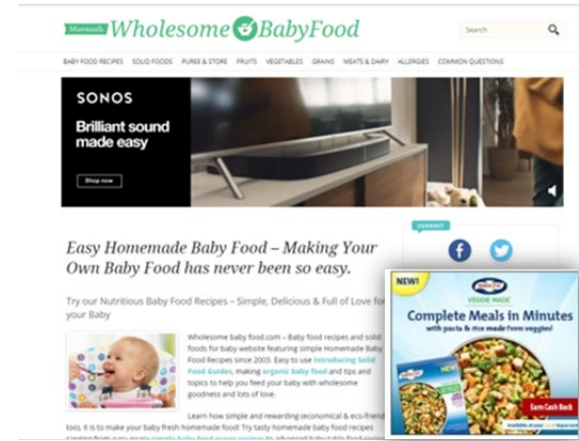 Momtastic Wholesome BabyFood
Search
BABY FOOD RECIPES SOLID FOODS PUREE & STORE FRUITS VEGETABLES GRAINS MEATS & DAIRY ALLERGIES COMMON QUESTIONS
SONOS
Brilliant sound
made easy
Shop now
CONNECT
Easy Homemade Baby Food – Making Your
Own Baby Food has never been so easy.
Try our Nutritious Baby Food Recipes – Simple, Delicious & Full of Love for
your Baby
Wholesome baby food.com – Baby food recipes and solid
foods for baby website featuring simple Homemade Baby
Food Recipes since 2003. Easy to use Introducing Solid
Food Guides, making organic baby food and tips and
topics to help you feed your baby with wholesome
goodness and lots of love.
Learn how simple and rewarding (economical & eco-friendly
too), it is to make your baby fresh homemade food! Try tasty homemade baby food recipes
NEW!
VEGGIE MADE
Complete Meals in Minutes
with pasta & rice made from veggies!
Earn Cash Back